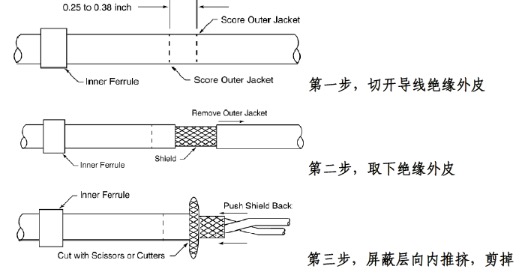 0.25 to 0.38 inch
Score Outer Jacket
Inner Ferrule
Score Outer Jacket
第一步，切开导线绝缘外皮
Remove Outer Jacket
Inner Ferrule
Shield
第二步，取下绝缘外皮
Inner Ferrule
Push Shield Back
Cut with Scissors or Cutters
第三步，屏蔽层向内推挤，剪掉